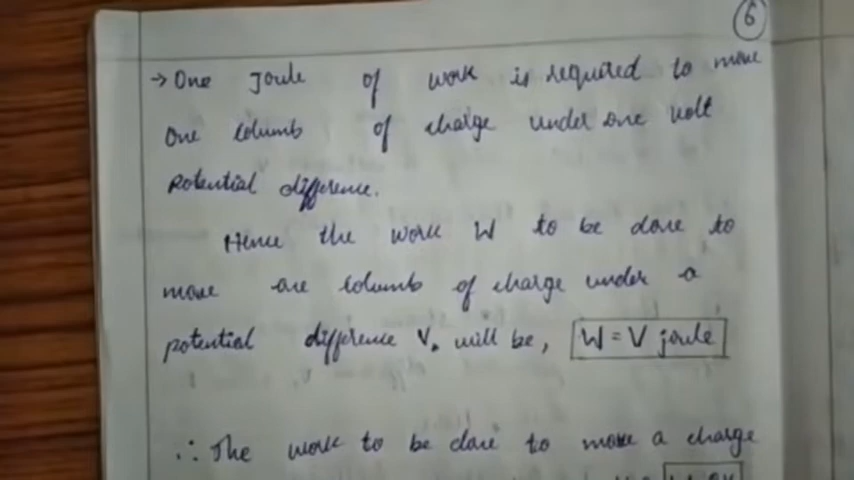 6
→ One Joule of work is required to move
one columb of charge under one volt
potential difference.
Hence the work W to be done to
move one columb of charge under a
potential difference V. will be, W = V joule
∴ The work to be done to move a charge